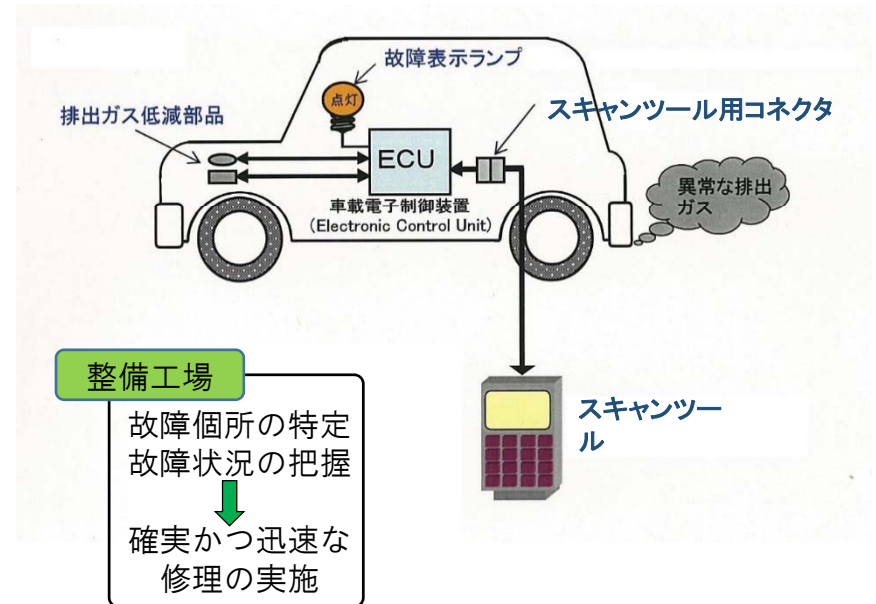 故障表示ランプ
点灯
排出ガス低減部品
スキャンツール用コネクタ
ECU
車載電子制御装置
(Electronic Control Unit)
異常な排出
ガス
整備工場
故障個所の特定
故障状況の把握
確実かつ迅速な
修理の実施
スキャンツー
ル